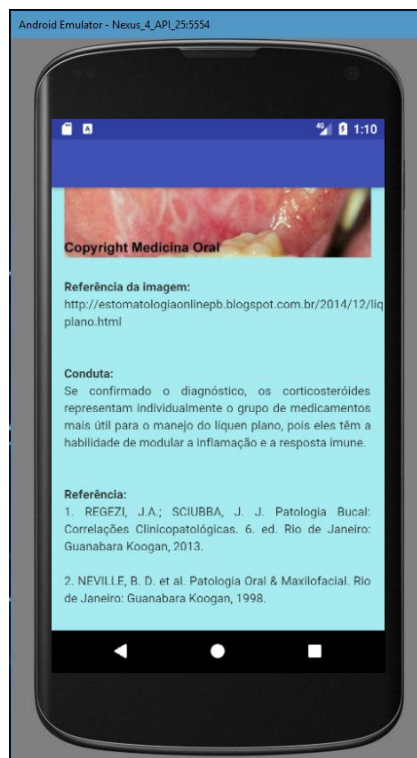 Android Emulator - Nexus_4_API_25:5554
4G 1:10
Copyright Medicina Oral
Referência da imagem:
http://estomatologiaonlinepb.blogspot.com.br/2014/12/liq
plano.html
Conduta:
Se confirmado o diagnóstico, os corticosteróides
representam individualmente o grupo de medicamentos
mais útil para o manejo do líquen plano, pois eles têm a
habilidade de modular a inflamação e a resposta imune.
Referência:
1. REGEZI, J.A.; SCIUBBA, J. J. Patologia Bucal:
Correlações Clinicopatológicas. 6. ed. Rio de Janeiro:
Guanabara Koogan, 2013.
2. NEVILLE, B. D. et al. Patologia Oral & Maxilofacial. Rio
de Janeiro: Guanabara Koogan, 1998.